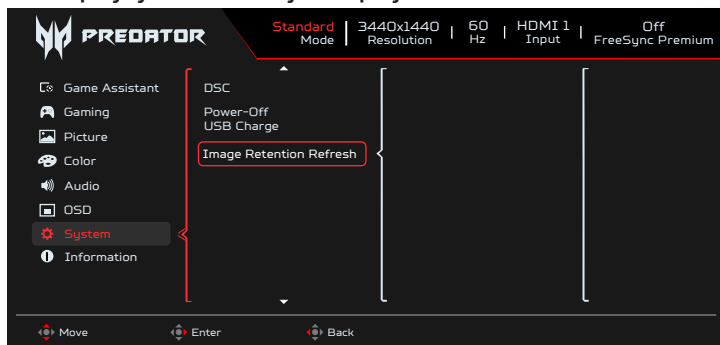 PREDATOR
Standard Mode
3440x1440 Resolution
60 Hz
HDMI 1 Input
Off FreeSync Premium
Game Assistant
Gaming
Picture
Color
Audio
OSD
System
Information
DSC
Power-Off
USB Charge
Image Retention Refresh
Move
Enter
Back